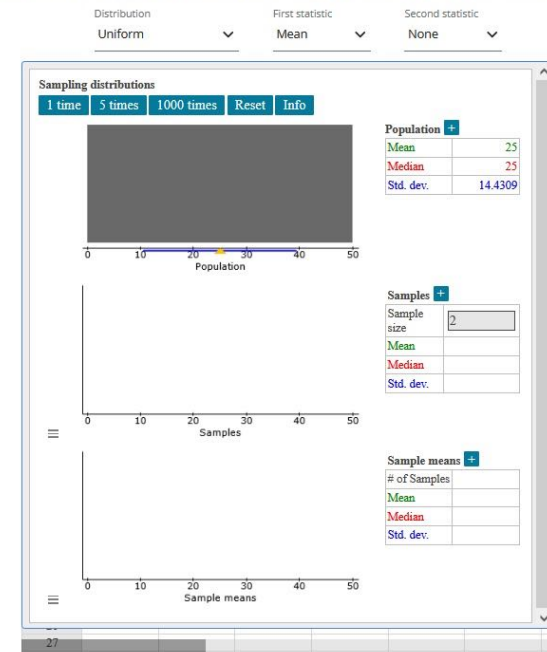 Distribution First statistic Second statistic
Uniform Mean None
Sampling distributions
1 time 5 times 1000 times Reset Info
Population +
Mean 25
Median 25
Std. dev. 14.4309
0 10 20 30 40 50
Population
Samples +
Sample size 2
Mean
Median
Std. dev.
0 10 20 30 40 50
Samples
Sample means +
# of Samples
Mean
Median
Std. dev.
0 10 20 30 40 50
Sample means
27